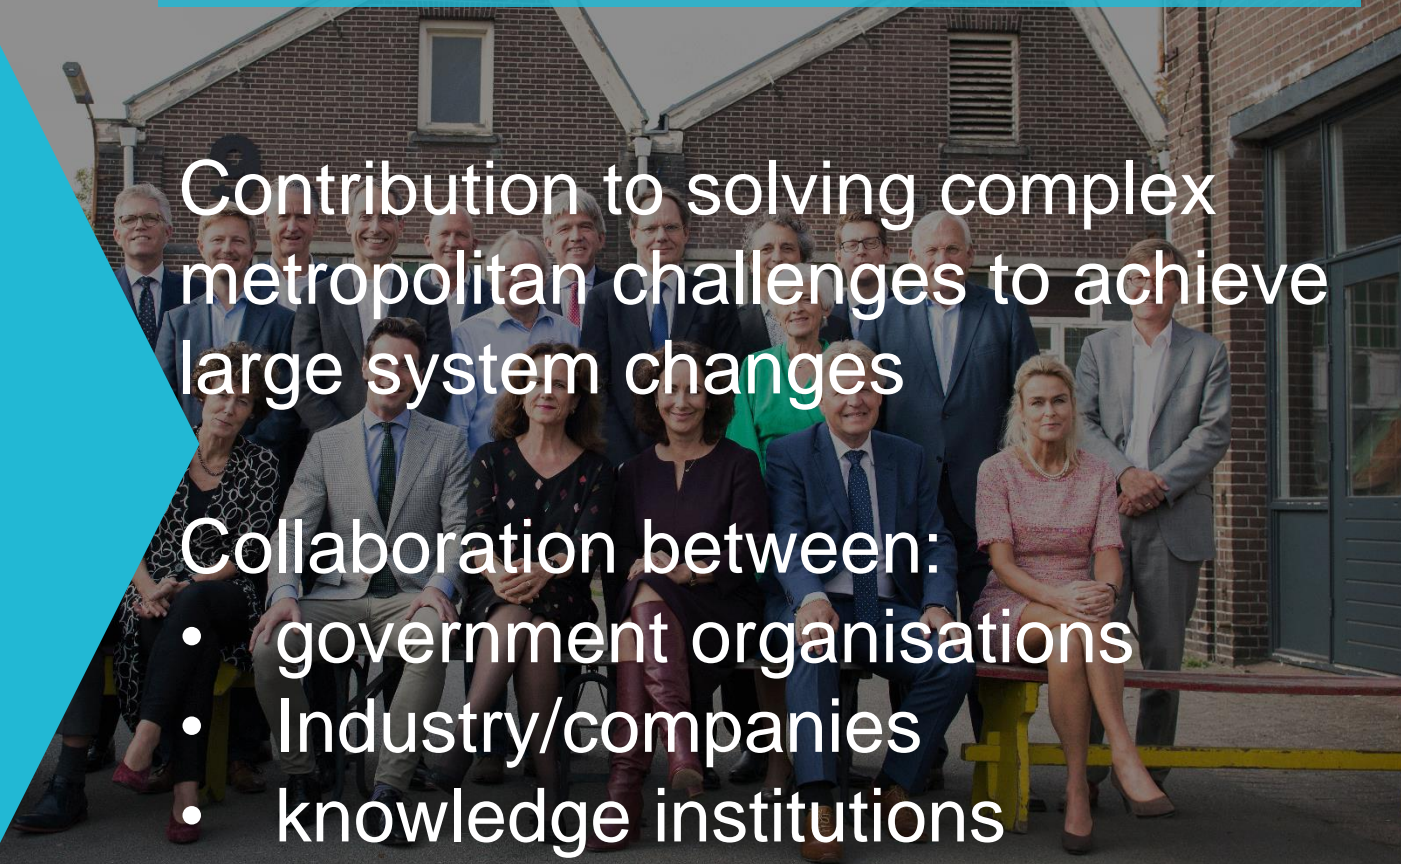 Contribution to solving complex
metropolitan challenges to achieve
large system changes
Collaboration between:
• government organisations
• Industry/companies
• knowledge institutions